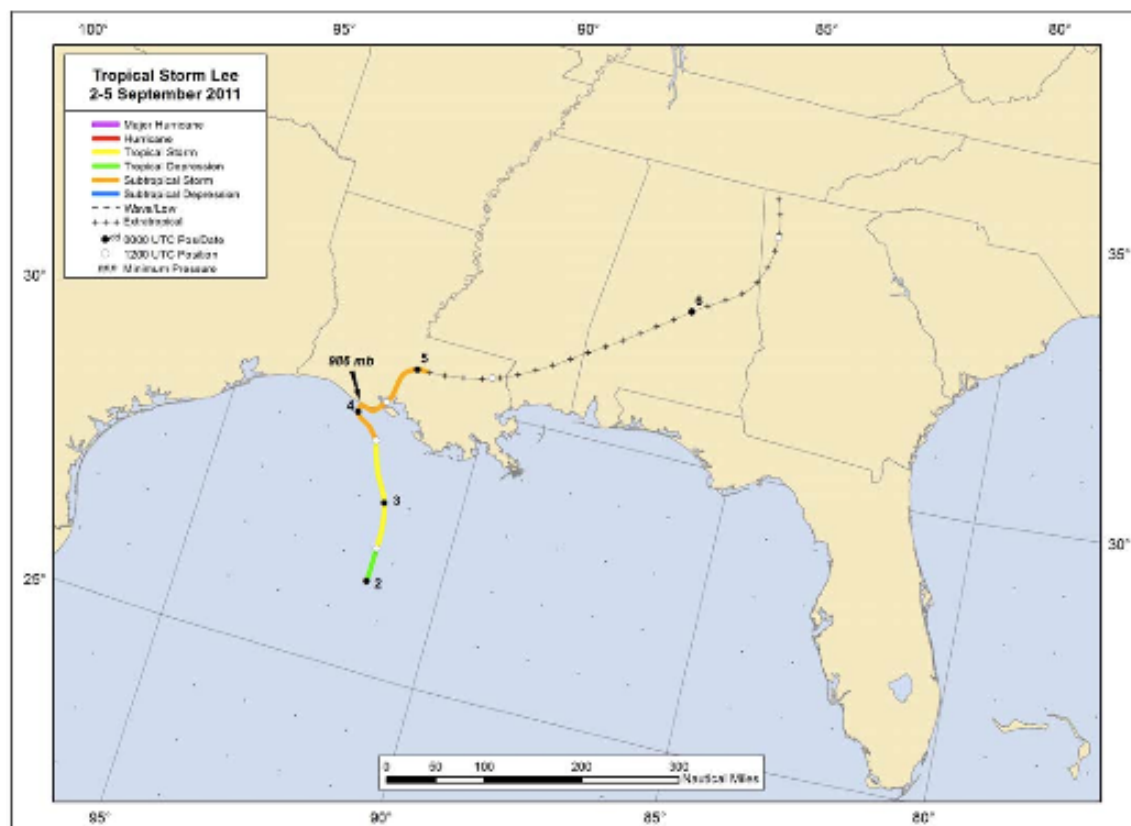 100° 95° 90° 85° 80°
Tropical Storm Lee
2-5 September 2011
Major Hurricane
Hurricane
Tropical Storm
Tropical Depression
Subtropical Storm
Subtropical Depression
Wave/Low
Extratropical
0000 UTC Pos/Date
1200 UTC Position
Minimum Pressure
30° 35°
6
986 mb
5
4
3
30°
2
25°
0 50 100 200 300
Nautical Miles
95° 90° 85° 80°